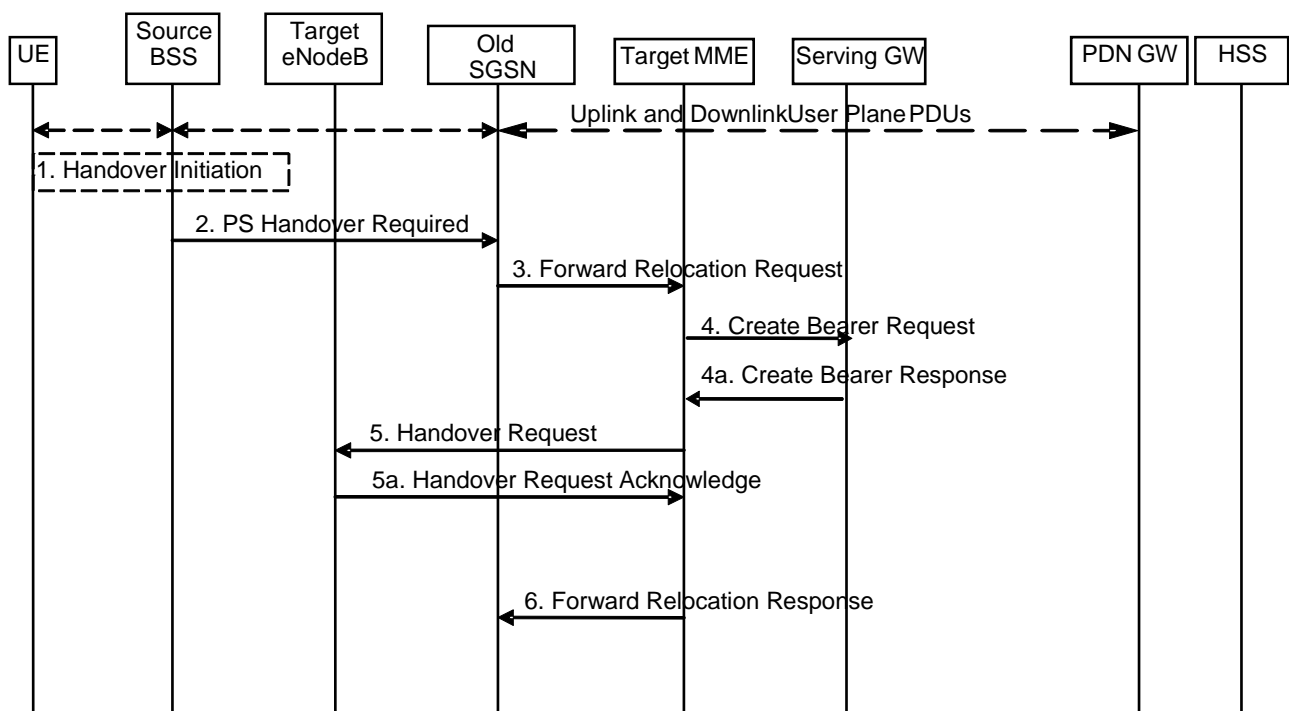 UE
Source
BSS
Target
eNodeB
Old
SGSN
Target MME
Serving GW
PDN GW
HSS
Uplink and DownlinkUser Plane PDUs
1. Handover Initiation
2. PS Handover Required
3. Forward Relocation Request
4. Create Bearer Request
4a. Create Bearer Response
5. Handover Request
5a. Handover Request Acknowledge
6. Forward Relocation Response